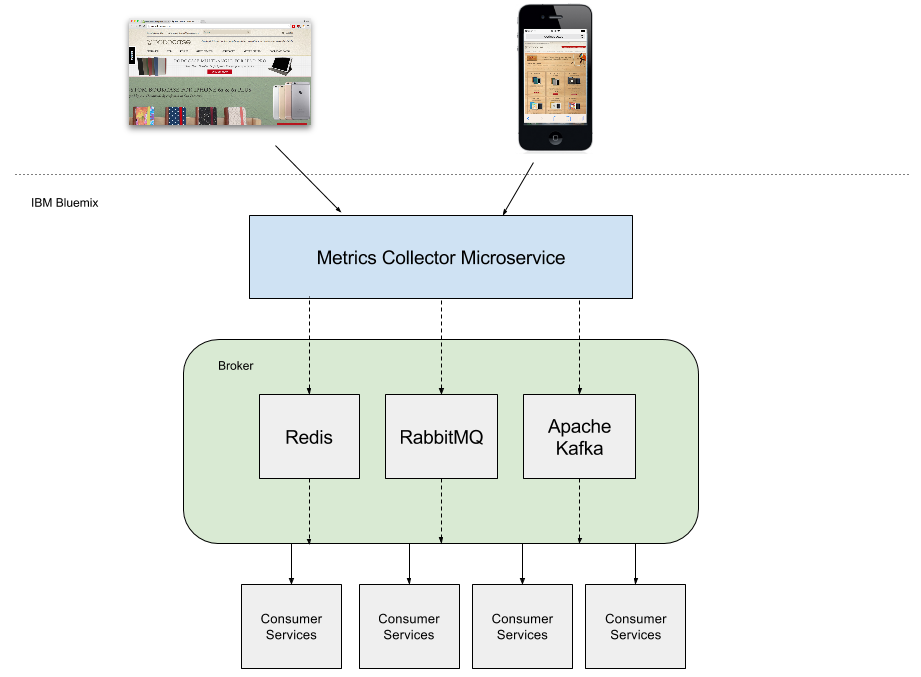 IBM Bluemix
Metrics Collector Microservice
Broker
Redis
RabbitMQ
Apache
Kafka
Consumer
Services
Consumer
Services
Consumer
Services
Consumer
Services